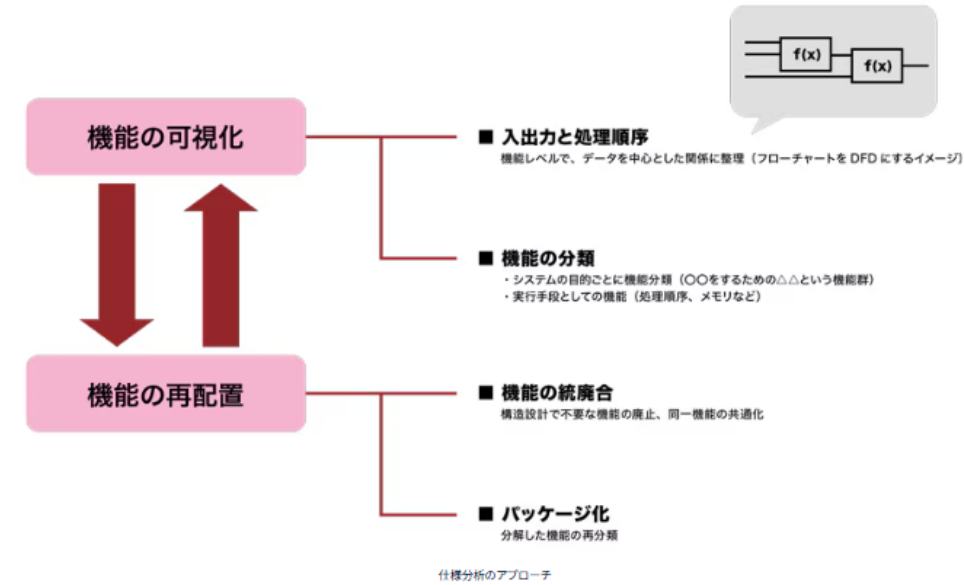 f(x)
f(x)
機能の可視化
■ 入出力と処理順序
機能レベルで、データを中心とした関係に整理（フローチャートを DFD にするイメージ）
■ 機能の分類
・システムの目的ごとに機能分類（〇〇をするための△△という機能群）
・実行手段としての機能（処理順序、メモリなど）
機能の再配置
■ 機能の統廃合
構造設計で不要な機能の廃止、同一機能の共通化
■ パッケージ化
分解した機能の再分類
仕様分析のアプローチ